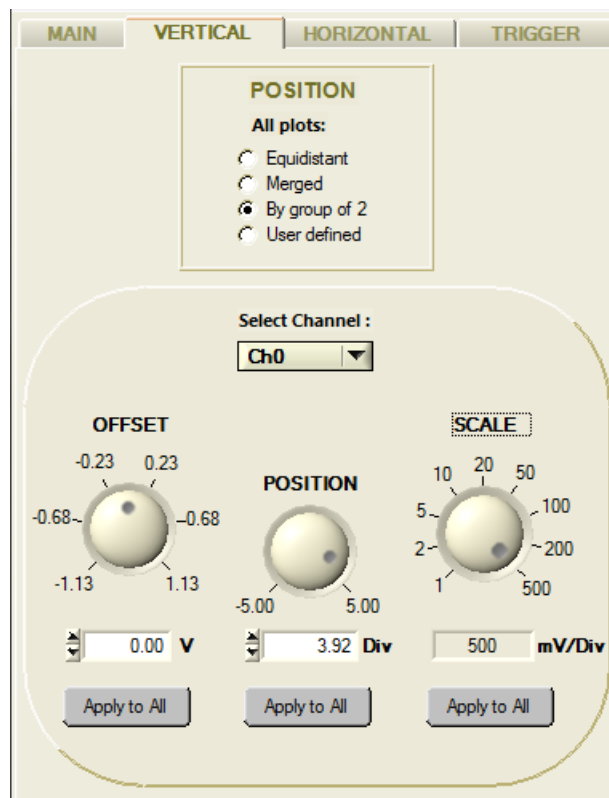 MAIN VERTICAL HORIZONTAL TRIGGER
POSITION
All plots:
Equidistant
Merged
By group of 2
User defined
Select Channel :
Ch0
OFFSET
-0.23 0.23
-0.68 -0.68
-1.13 1.13
0.00 V
Apply to All
POSITION
-5.00 5.00
3.92 Div
Apply to All
SCALE
10 20 50
5 100
2 200
1 500
500 mV/Div
Apply to All